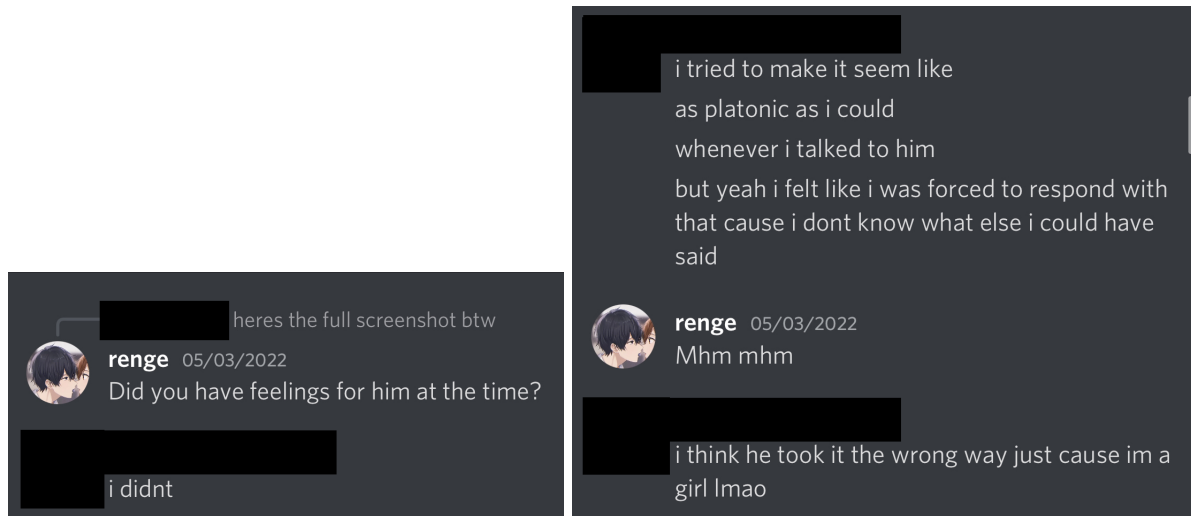 heres the full screenshot btw
renge 05/03/2022
Did you have feelings for him at the time?
i didnt
i tried to make it seem like
as platonic as i could
whenever i talked to him
but yeah i felt like i was forced to respond with
that cause i dont know what else i could have
said
renge 05/03/2022
Mhm mhm
i think he took it the wrong way just cause im a
girl lmao